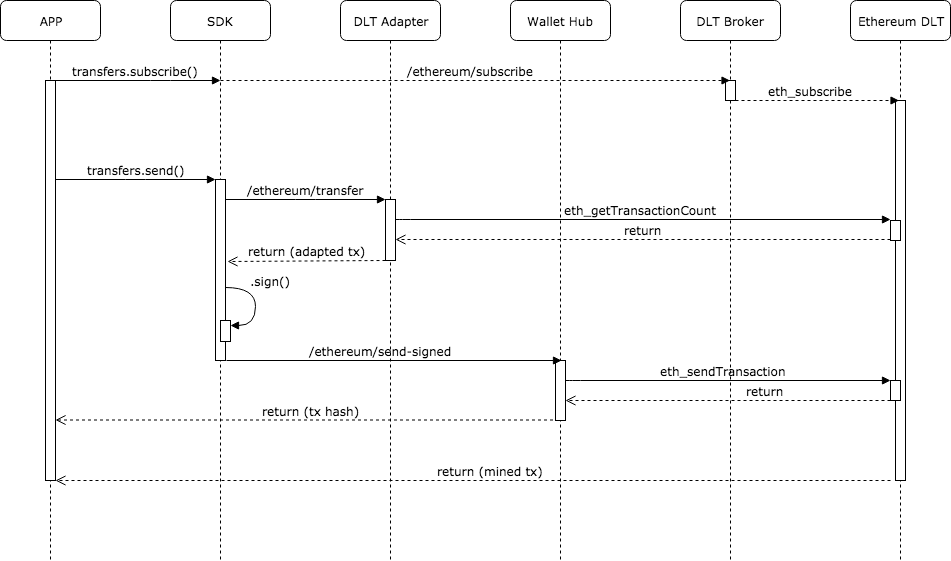 APP
SDK
DLT Adapter
Wallet Hub
DLT Broker
Ethereum DLT
transfers.subscribe()
/ethereum/subscribe
eth_subscribe
transfers.send()
/ethereum/transfer
eth_getTransactionCount
return
return (adapted tx)
.sign()
/ethereum/send-signed
eth_sendTransaction
return
return (tx hash)
return (mined tx)